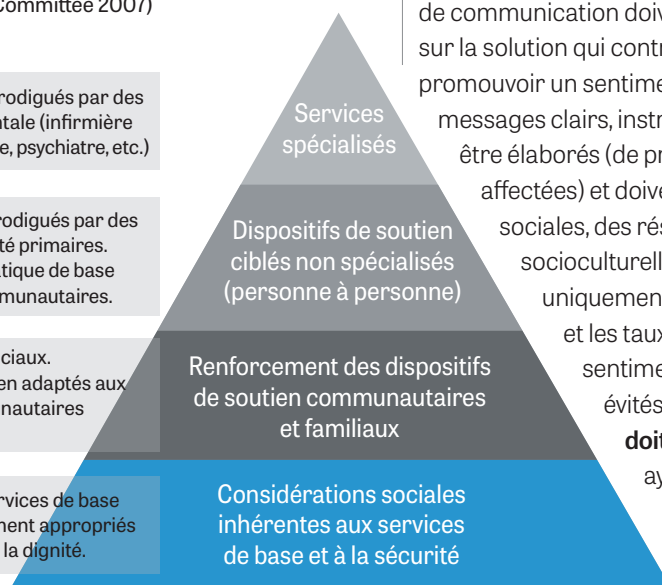 Committee 2007)
rodigués par des
ntale (infirmière
e, psychiatre, etc.)
rodigués par des
té primaires.
tique de base
munautaires.
ciaux.
en adaptés aux
nautaires
rvices de base
ment appropriés
la dignité.
Services
spécialisés
Dispositifs de soutien
ciblés non spécialisés
(personne à personne)
Renforcement des dispositifs
de soutien communautaires
et familiaux
Considérations sociales
inhérentes aux services
de base et à la sécurité
de communication doiv
sur la solution qui contr
promouvoir un sentime
messages clairs, instr
être élaborés (de pr
affectées) et doive
sociales, des rés
socioculturell
uniquemen
et les taux
sentime
évités
doit
ay